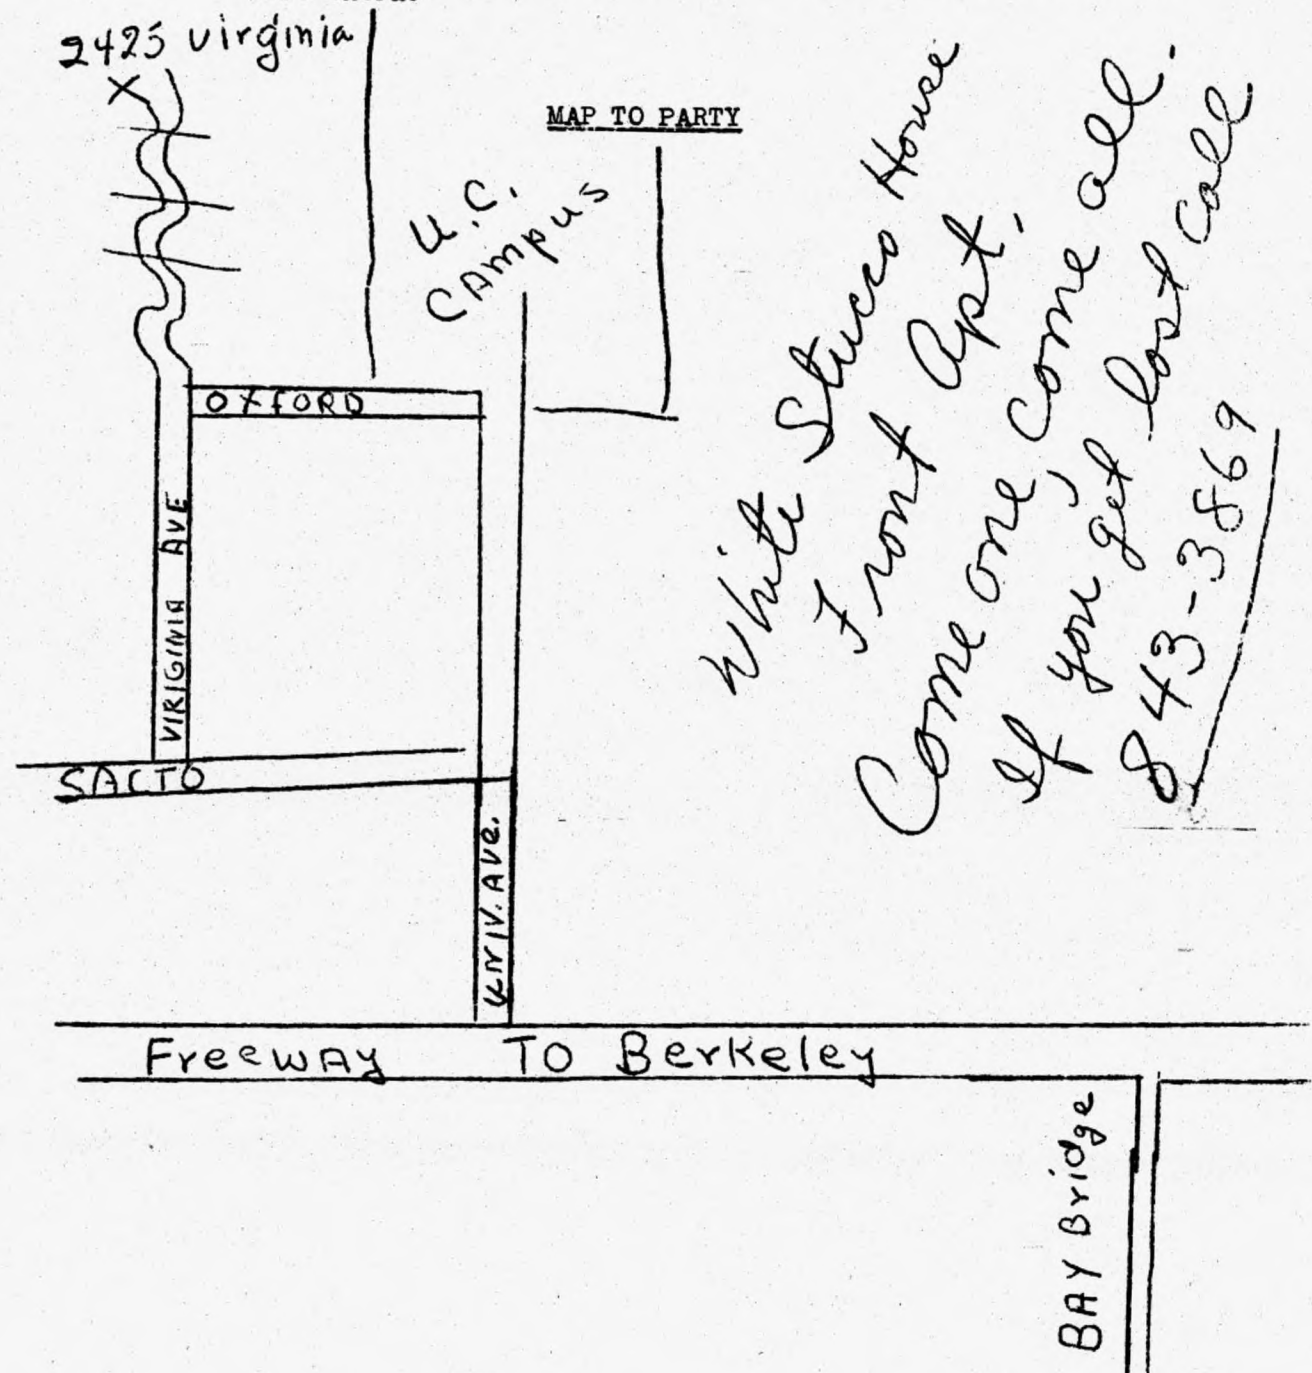 2425 virginia
MAP TO PARTY
U.C.
CAmpus
White Stucco House
Front Apt.
Come one, come all.
If you get lost call
843-3869
OXFORD
VIRIGINIA AVE
SALTO
UNIV. AVE.
FreewAy TO Berkeley
BAY Bridge